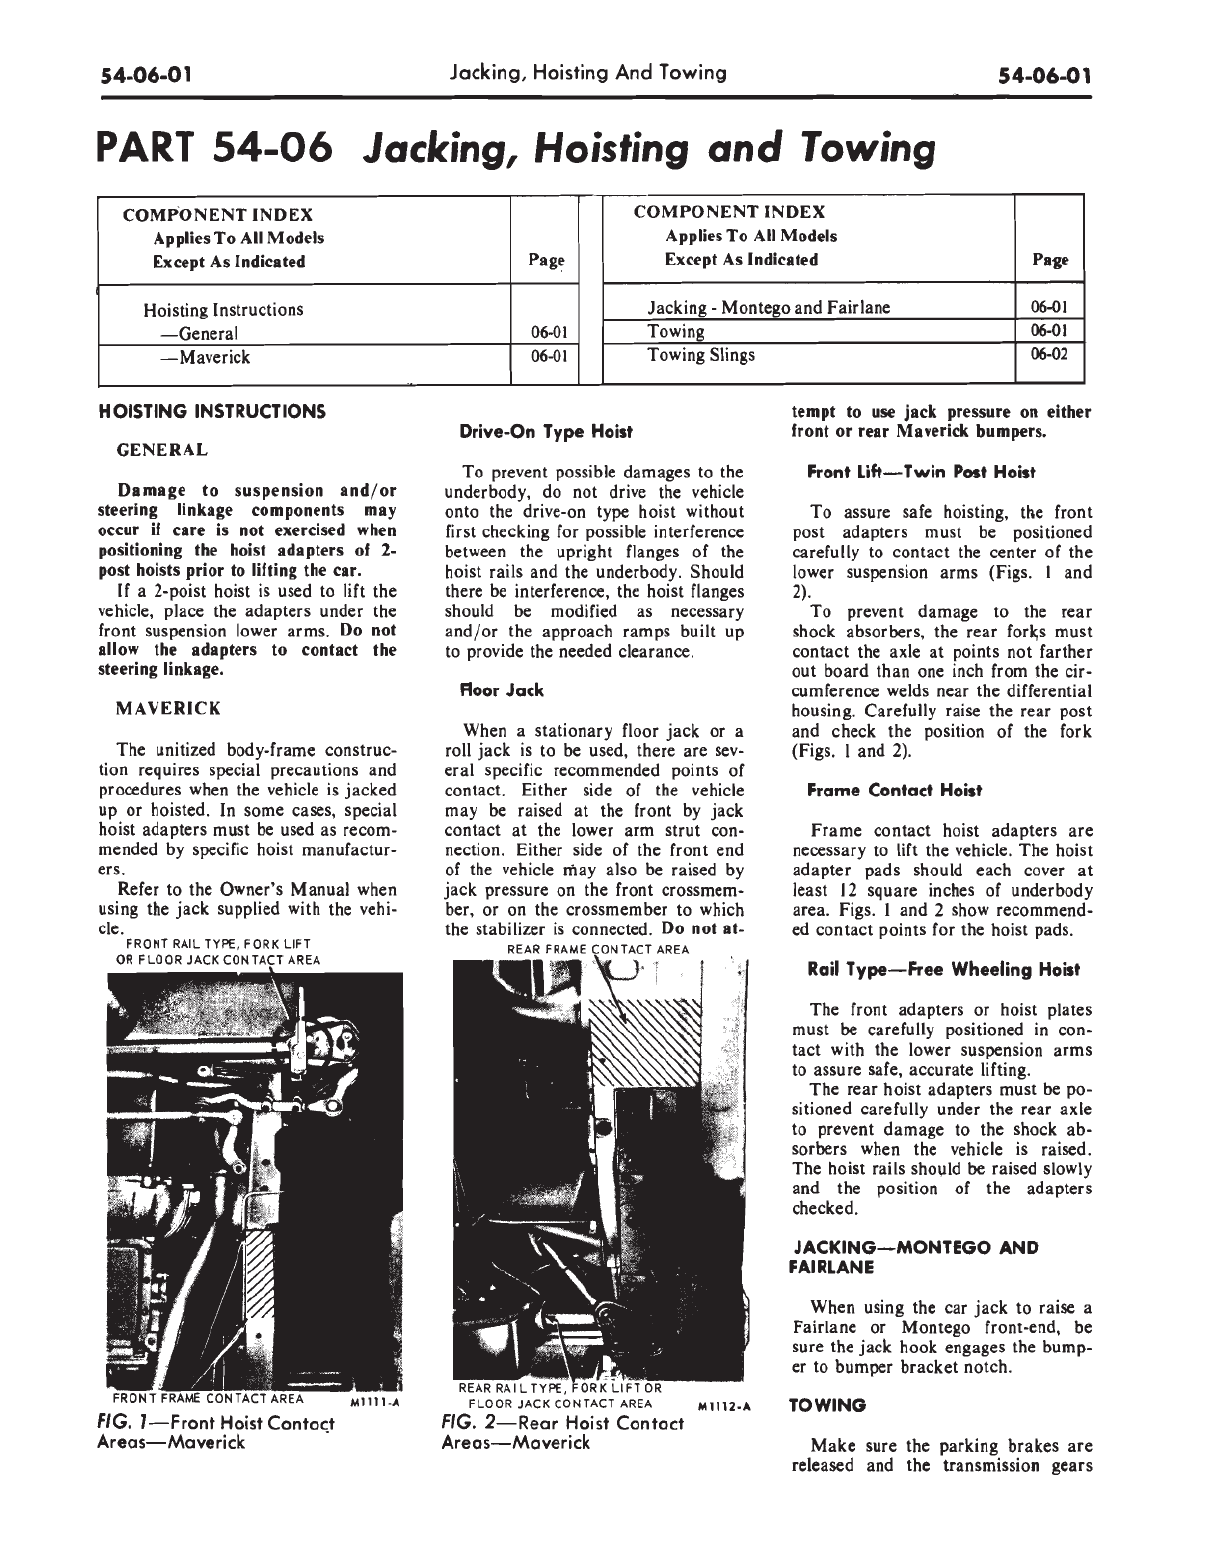 54-06-01 Jacking, Hoisting And Towing 54-06-01
PART 54-06 Jacking, Hoisting and Towing
COMPONENT INDEX
Applies To All Models
Except As Indicated Page
Hoisting Instructions
—General 06-01
—Maverick 06-01
COMPONENT INDEX
Applies To All Models
Except As Indicated Page
Jacking - Montego and Fairlane 06-01
Towing 06-01
Towing Slings 06-02
HOISTING INSTRUCTIONS
GENERAL
Damage to suspension and/or
steering linkage components may
occur if care is not exercised when
positioning the hoist adapters of 2-
post hoists prior to lifting the car.
If a 2-poist hoist is used to lift the
vehicle, place the adapters under the
front suspension lower arms. Do not
allow the adapters to contact the
steering linkage.
MAVERICK
The unitized body-frame construc-
tion requires special precautions and
procedures when the vehicle is jacked
up or hoisted. In some cases, special
hoist adapters must be used as recom-
mended by specific hoist manufactur-
ers.
Refer to the Owner's Manual when
using the jack supplied with the vehi-
cle.
FRONT RAIL TYPE, FORK LIFT
OR FLOOR JACK CONTACT AREA
FRONT FRAME CONTACT AREA M1111-A
FIG. 1—Front Hoist Contact
Areas—Maverick
Drive-On Type Hoist
To prevent possible damages to the
underbody, do not drive the vehicle
onto the drive-on type hoist without
first checking for possible interference
between the upright flanges of the
hoist rails and the underbody. Should
there be interference, the hoist flanges
should be modified as necessary
and/or the approach ramps built up
to provide the needed clearance.
Floor Jack
When a stationary floor jack or a
roll jack is to be used, there are sev-
eral specific recommended points of
contact. Either side of the vehicle
may be raised at the front by jack
contact at the lower arm strut con-
nection. Either side of the front end
of the vehicle may also be raised by
jack pressure on the front crossmem-
ber, or on the crossmember to which
the stabilizer is connected. Do not at-
REAR FRAME CONTACT AREA
REAR RAIL TYPE, FORK LIFT OR
FLOOR JACK CONTACT AREA M1112-A
FIG. 2—Rear Hoist Contact
Areas—Maverick
tempt to use jack pressure on either
front or rear Maverick bumpers.
Front Lift—Twin Post Hoist
To assure safe hoisting, the front
post adapters must be positioned
carefully to contact the center of the
lower suspension arms (Figs. 1 and
2).
To prevent damage to the rear
shock absorbers, the rear forks must
contact the axle at points not farther
out board than one inch from the cir-
cumference welds near the differential
housing. Carefully raise the rear post
and check the position of the fork
(Figs. 1 and 2).
Frame Contact Hoist
Frame contact hoist adapters are
necessary to lift the vehicle. The hoist
adapter pads should each cover at
least 12 square inches of underbody
area. Figs. 1 and 2 show recommend-
ed contact points for the hoist pads.
Rail Type—Free Wheeling Hoist
The front adapters or hoist plates
must be carefully positioned in con-
tact with the lower suspension arms
to assure safe, accurate lifting.
The rear hoist adapters must be po-
sitioned carefully under the rear axle
to prevent damage to the shock ab-
sorbers when the vehicle is raised.
The hoist rails should be raised slowly
and the position of the adapters
checked.
JACKING—MONTEGO AND
FAIRLANE
When using the car jack to raise a
Fairlane or Montego front-end, be
sure the jack hook engages the bump-
er to bumper bracket notch.
TOWING
Make sure the parking brakes are
released and the transmission gears